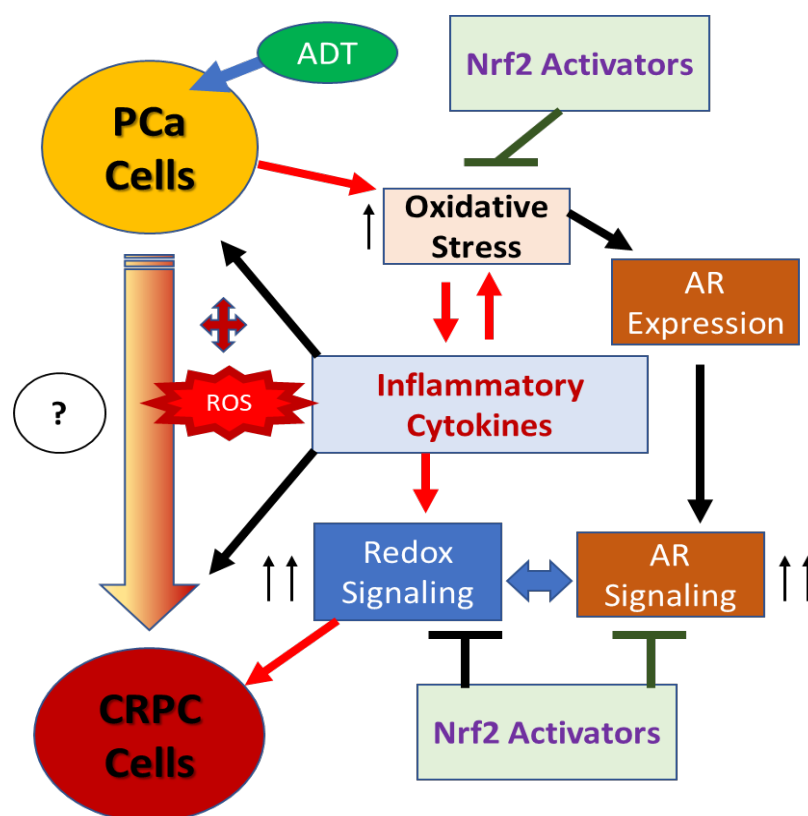 ADT
Nrf2 Activators
PCa
Cells
Oxidative
Stress
AR
Expression
Inflammatory
Cytokines
ROS
?
Redox
Signaling
AR
Signaling
Nrf2 Activators
CRPC
Cells